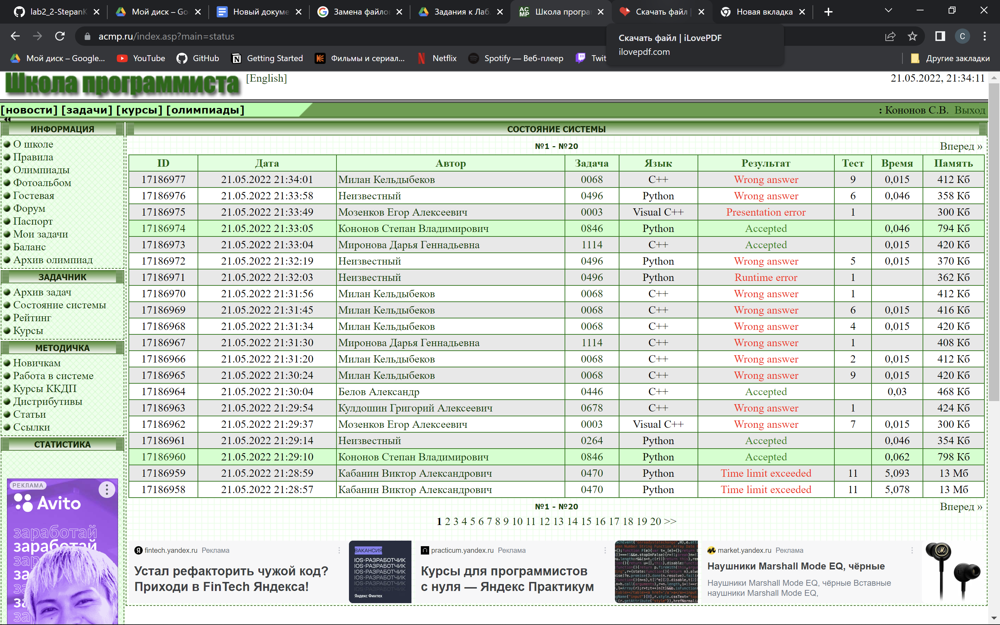 lab2_2-StepanK
Мой диск – Go
Новый докуме
Замена файлов
Задания к Лаб.
Школа програ
Скачать файл |
Новая вкладка
acmp.ru/index.asp?main=status
Скачать файл | iLovePDF
ilovepdf.com
C
Мой диск – Google...
YouTube
GitHub
Getting Started
Фильмы и сериал...
Netflix
Spotify — Веб-плеер
Twit
Другие закладки
Школа программиста
[English]
21.05.2022, 21:34:11
[новости] [задачи] [курсы] [олимпиады]
: Кононов С.В. Выход
ИНФОРМАЦИЯ
О школе
Правила
Олимпиады
Фотоальбом
Гостевая
Форум
Паспорт
Мои задачи
Баланс
Архив олимпиад
ЗАДАЧНИК
Архив задач
Состояние системы
Рейтинг
Курсы
МЕТОДИЧКА
Новичкам
Работа в системе
Курсы ККДП
Дистрибутивы
Статьи
Ссылки
СТАТИСТИКА
РЕКЛАМА
Avito
заработай
заработай
СОСТОЯНИЕ СИСТЕМЫ
№1 - №20
Вперед »
ID Дата Автор Задача Язык Результат Тест Время Память
17186977 21.05.2022 21:34:01 Милан Кельдыбеков 0068 C++ Wrong answer 9 0,015 412 Кб
17186976 21.05.2022 21:33:58 Неизвестный 0496 Python Wrong answer 6 0,046 358 Кб
17186975 21.05.2022 21:33:49 Мозенков Егор Алексеевич 0003 Visual C++ Presentation error 1 300 Кб
17186974 21.05.2022 21:33:05 Кононов Степан Владимирович 0846 Python Accepted 0,046 794 Кб
17186973 21.05.2022 21:33:04 Миронова Дарья Геннадьевна 1114 C++ Accepted 0,015 420 Кб
17186972 21.05.2022 21:32:19 Неизвестный 0496 Python Wrong answer 5 0,015 370 Кб
17186971 21.05.2022 21:32:03 Неизвестный 0496 Python Runtime error 1 362 Кб
17186970 21.05.2022 21:31:56 Милан Кельдыбеков 0068 C++ Wrong answer 1 412 Кб
17186969 21.05.2022 21:31:45 Милан Кельдыбеков 0068 C++ Wrong answer 6 0,015 416 Кб
17186968 21.05.2022 21:31:34 Милан Кельдыбеков 0068 C++ Wrong answer 4 0,015 420 Кб
17186967 21.05.2022 21:31:30 Миронова Дарья Геннадьевна 1114 C++ Wrong answer 1 408 Кб
17186966 21.05.2022 21:31:20 Милан Кельдыбеков 0068 C++ Wrong answer 2 0,015 412 Кб
17186965 21.05.2022 21:30:24 Милан Кельдыбеков 0068 C++ Wrong answer 9 0,015 420 Кб
17186964 21.05.2022 21:30:04 Белов Александр 0446 C++ Accepted 0,03 468 Кб
17186963 21.05.2022 21:29:54 Кулдошин Григорий Алексеевич 0678 C++ Wrong answer 1 424 Кб
17186962 21.05.2022 21:29:37 Мозенков Егор Алексеевич 0003 Visual C++ Wrong answer 7 0,015 300 Кб
17186961 21.05.2022 21:29:14 Неизвестный 0264 Python Accepted 0,046 354 Кб
17186960 21.05.2022 21:29:10 Кононов Степан Владимирович 0846 Python Accepted 0,062 798 Кб
17186959 21.05.2022 21:28:59 Кабанин Виктор Александрович 0470 Python Time limit exceeded 11 5,093 13 Мб
17186958 21.05.2022 21:28:57 Кабанин Виктор Александрович 0470 Python Time limit exceeded 11 5,078 13 Мб
№1 - №20
Вперед »
1 2 3 4 5 6 7 8 9 10 11 12 13 14 15 16 17 18 19 20 >>
fintech.yandex.ru Реклама
Устал рефакторить чужой код?
Приходи в FinTech Яндекса!
ВАКАНСИЯ
IOS-РАЗРАБОТЧИК
IOS-РАЗРАБОТЧИК
IOS-РАЗРАБОТЧИК
IOS-РАЗРАБОТЧИК
IOS-РАЗРАБОТЧИК
IOS-РАЗРАБОТЧИК
Яндекс Финтех
practicum.yandex.ru Реклама
Курсы для программистов
с нуля — Яндекс Практикум
market.yandex.ru Реклама
Наушники Marshall Mode EQ, чёрные
Наушники Marshall Mode EQ, чёрные Вставные
наушники Marshall Mode EQ,